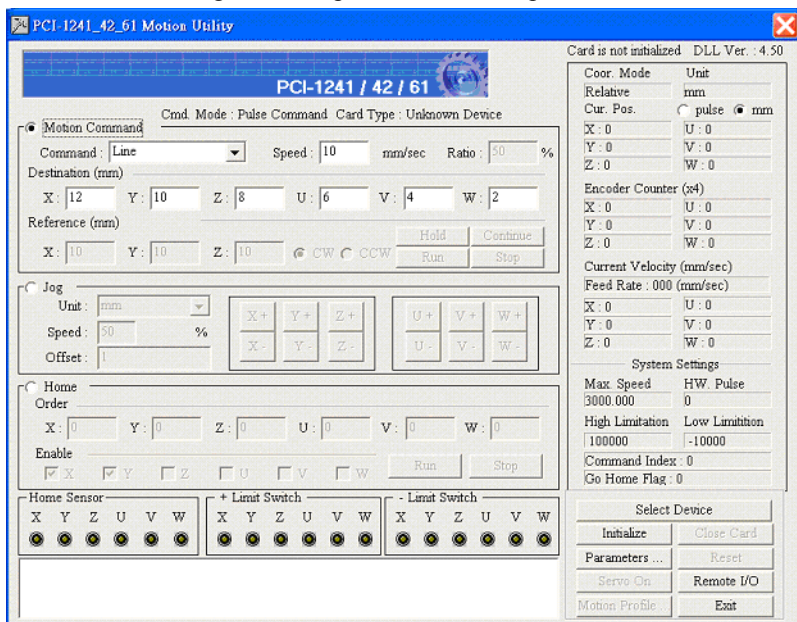 PCI-1241_42_61 Motion Utility
PCI-1241 / 42 / 61
Cmd. Mode : Pulse Command Card Type : Unknown Device
Motion Command
Command : Line Speed : 10 mm/sec Ratio : 50 %
Destination (mm)
X : 12 Y : 10 Z : 8 U : 6 V : 4 W : 2
Reference (mm)
X : 10 Y : 10 Z : 10 CW CCW
Hold Continue
Run Stop
Jog
Unit : mm
Speed : 50 %
Offset : 1
X + Y + Z + U + V + W +
X - Y - Z - U - V - W -
Home
Order
X : 0 Y : 0 Z : 0 U : 0 V : 0 W : 0
Enable
X Y Z U V W Run Stop
Home Sensor + Limit Switch - Limit Switch
X Y Z U V W X Y Z U V W X Y Z U V W
Card is not initialized DLL Ver. : 4.50
Coor. Mode Unit
Relative mm
Cur. Pos. pulse mm
X : 0 U : 0
Y : 0 V : 0
Z : 0 W : 0
Encoder Counter (x4)
X : 0 U : 0
Y : 0 V : 0
Z : 0 W : 0
Current Velocity (mm/sec)
Feed Rate : 000 (mm/sec)
X : 0 U : 0
Y : 0 V : 0
Z : 0 W : 0
System Settings
Max. Speed HW. Pulse
3000.000 0
High Limitation Low Limitition
100000 -10000
Command Index : 0
Go Home Flag : 0
Select Device
Initialize Close Card
Parameters ... Reset
Servo On Remote I/O
Motion Profile ... Exit